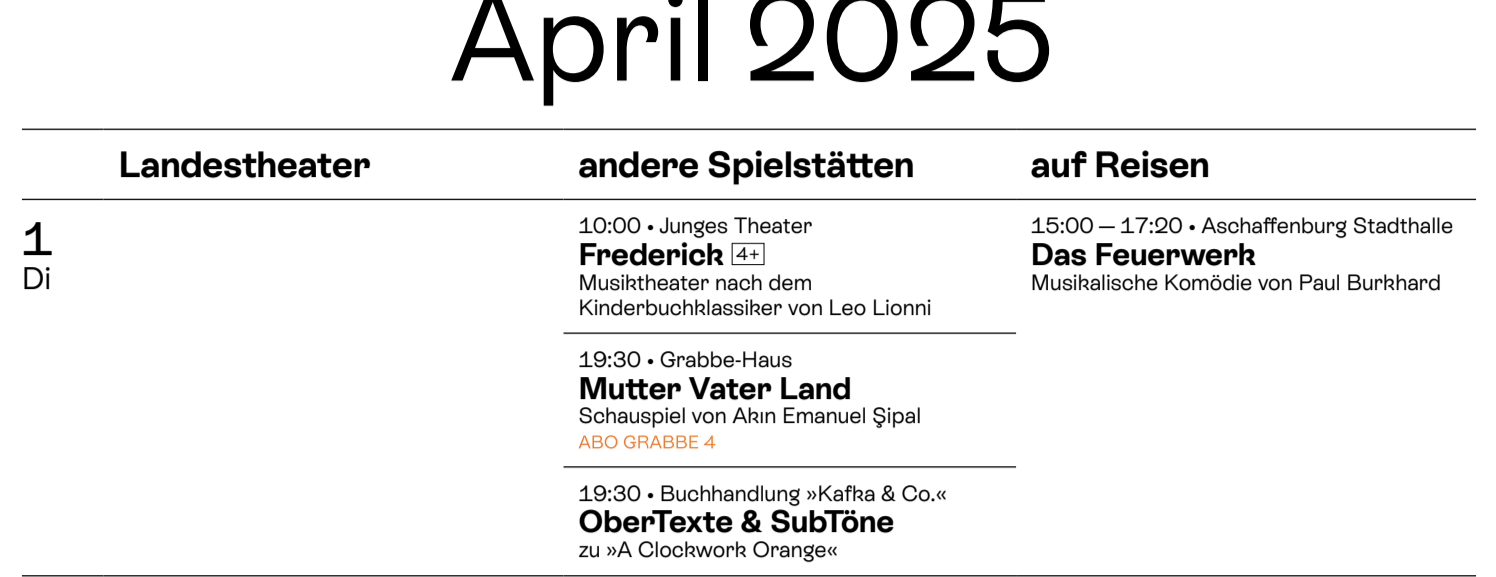 April 2025
Landestheater
andere Spielstätten
auf Reisen
1
Di
10:00 • Junges Theater
Frederick 4+
Musiktheater nach dem
Kinderbuchklassiker von Leo Lionni
19:30 • Grabbe-Haus
Mutter Vater Land
Schauspiel von Akın Emanuel Şipal
ABO GRABBE 4
19:30 • Buchhandlung »Kafka & Co.«
OberTexte & SubTöne
zu »A Clockwork Orange«
15:00 – 17:20 • Aschaffenburg Stadthalle
Das Feuerwerk
Musikalische Komödie von Paul Burkhard